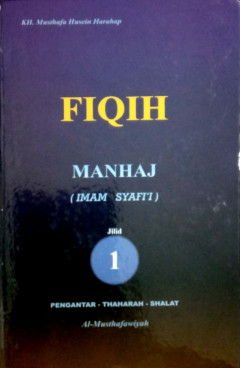 KH. Musthafa Husein Harahap
FIQIH
MANHAJ
( IMAM SYAFI'I )
Jilid
1
PENGANTAR - THAHARAH - SHALAT
Al-Musthafawiyah